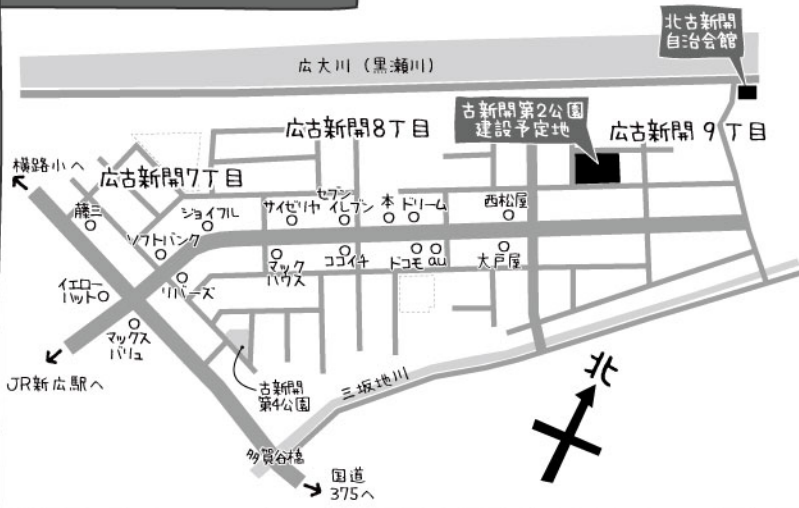 北古新開
自治会館
広大川（黒瀬川）
古新開第2公園
建設予定地
広古新開8丁目
広古新開 9 丁目
横路小へ
広古新開7丁目
藤三
ジョイフル
サイゼリヤ
セブン
イレブン
本
ドリーム
西松屋
ソフトバンク
マック
ハウス
ココイチ
ドコモ
au
大戸屋
イエロー
ハット
リバーズ
マックス
バリュ
JR新広駅へ
古新開
第4公園
三坂地川
北
多賀谷橋
国道
375へ